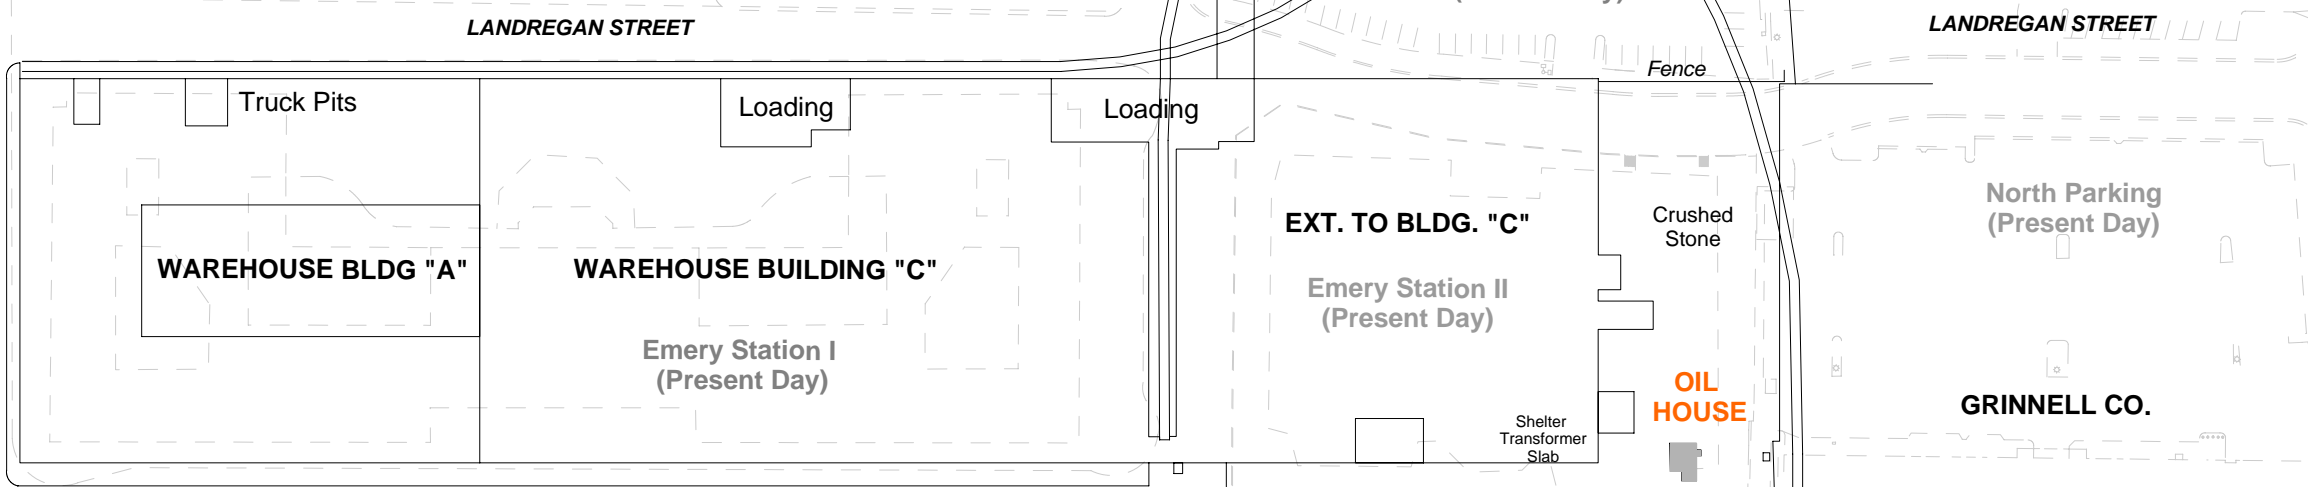 LANDREGAN STREET
LANDREGAN STREET
Fence
Truck Pits
Loading
Loading
North Parking
(Present Day)
EXT. TO BLDG. "C"
Crushed
Stone
WAREHOUSE BLDG "A"
WAREHOUSE BUILDING "C"
Emery Station II
(Present Day)
Emery Station I
(Present Day)
OIL
HOUSE
GRINNELL CO.
Shelter
Transformer
Slab